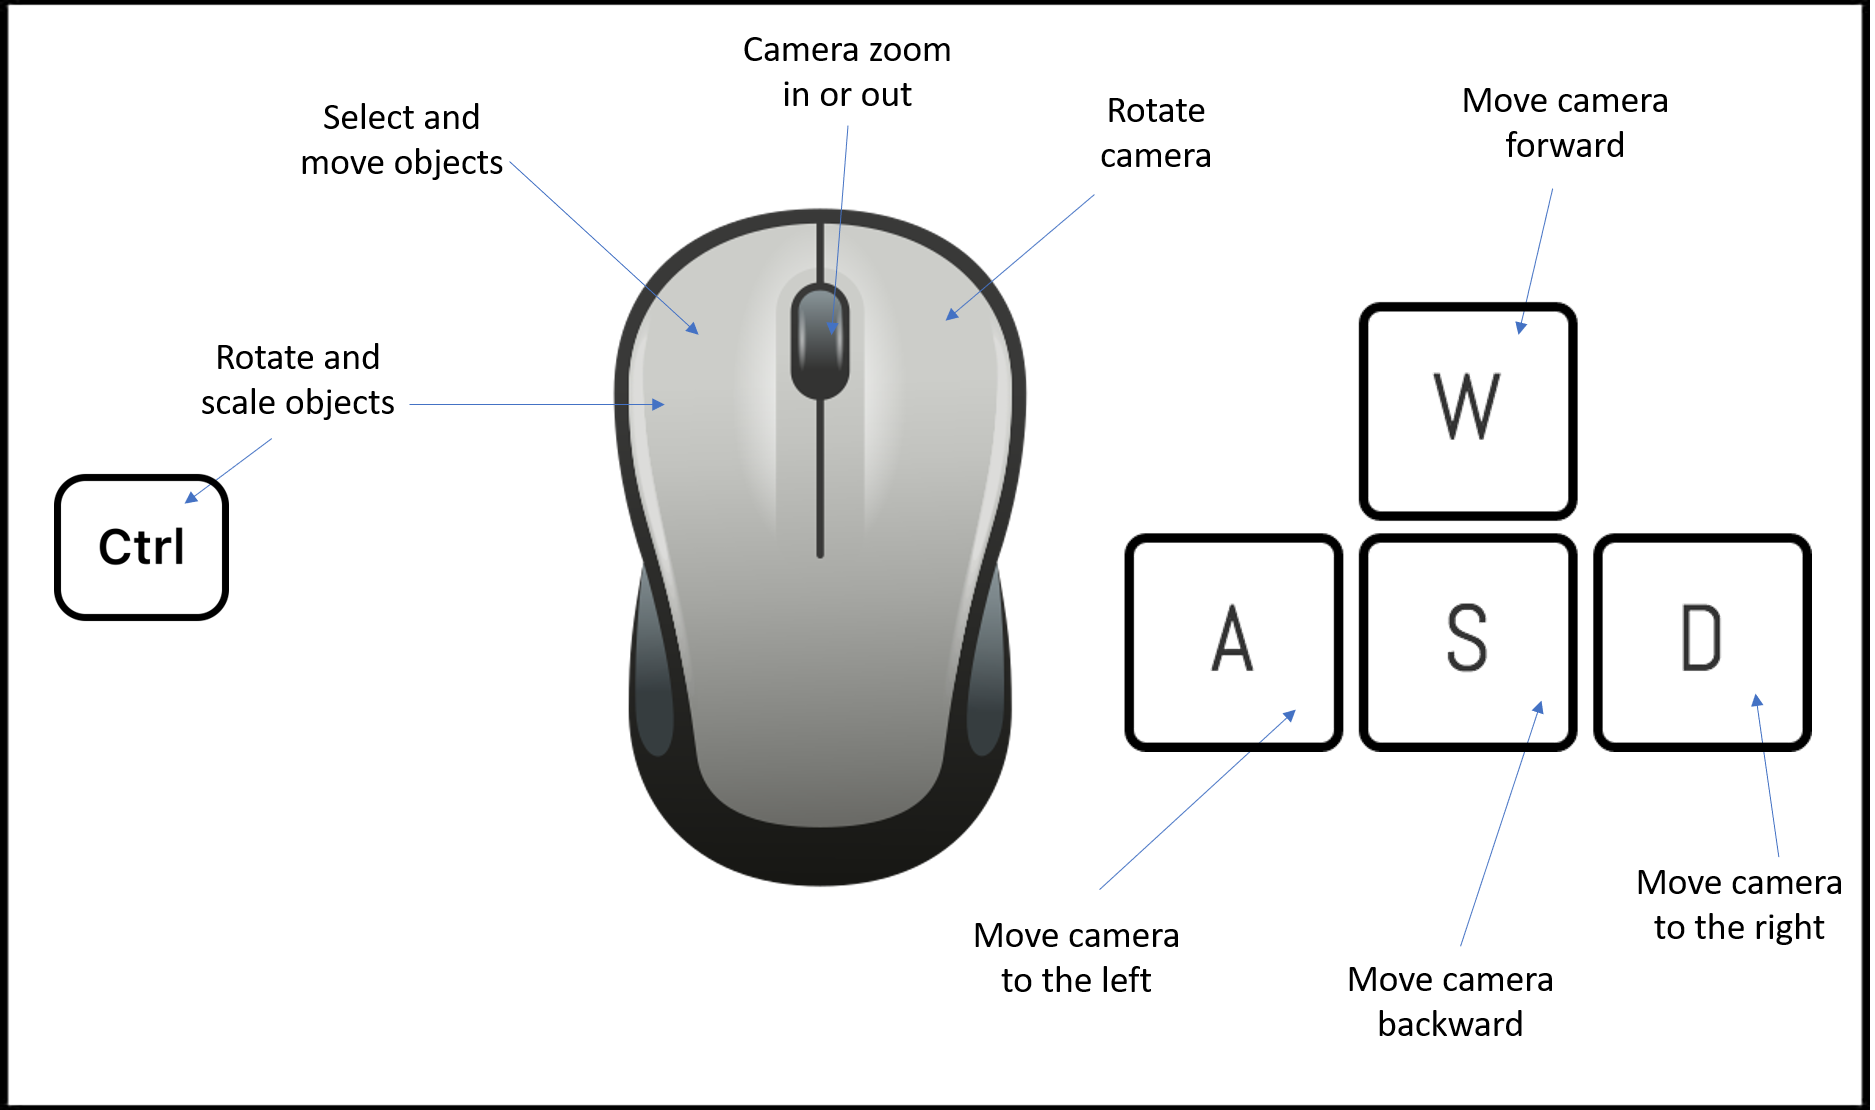 Camera zoom
in or out
Select and
move objects
Rotate
camera
Move camera
forward
Rotate and
scale objects
Ctrl
W
A
S
D
Move camera
to the left
Move camera
backward
Move camera
to the right